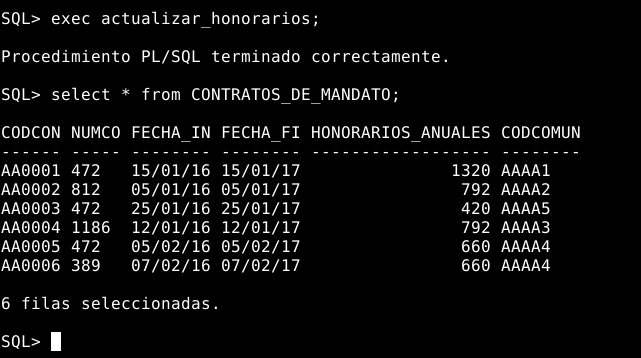 SQL> exec actualizar_honorarios;
Procedimiento PL/SQL terminado correctamente.
SQL> select * from CONTRATOS_DE_MANDATO;
CODCON NUMCO FECHA_IN FECHA_FI HONORARIOS_ANUALES CODCOMUN
------ ----- -------- -------- ------------------ --------
AA0001 472 15/01/16 15/01/17 1320 AAAA1
AA0002 812 05/01/16 05/01/17 792 AAAA2
AA0003 472 25/01/16 25/01/17 420 AAAA5
AA0004 1186 12/01/16 12/01/17 792 AAAA3
AA0005 472 05/02/16 05/02/17 660 AAAA4
AA0006 389 07/02/16 07/02/17 660 AAAA4
6 filas seleccionadas.
SQL>